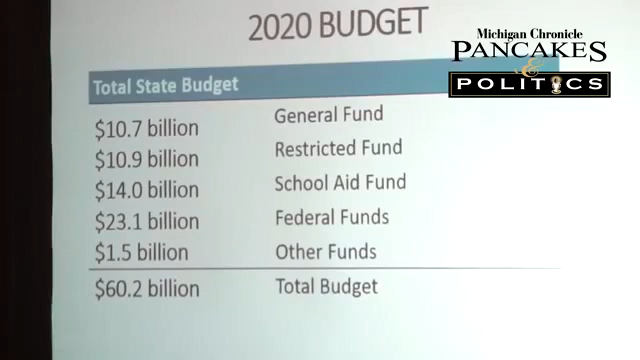 2020 BUDGET
Michigan Chronicle
PANCAKES
&
POLITICS
Total State Budget
$10.7 billion General Fund
$10.9 billion Restricted Fund
$14.0 billion School Aid Fund
$23.1 billion Federal Funds
$1.5 billion Other Funds
$60.2 billion Total Budget